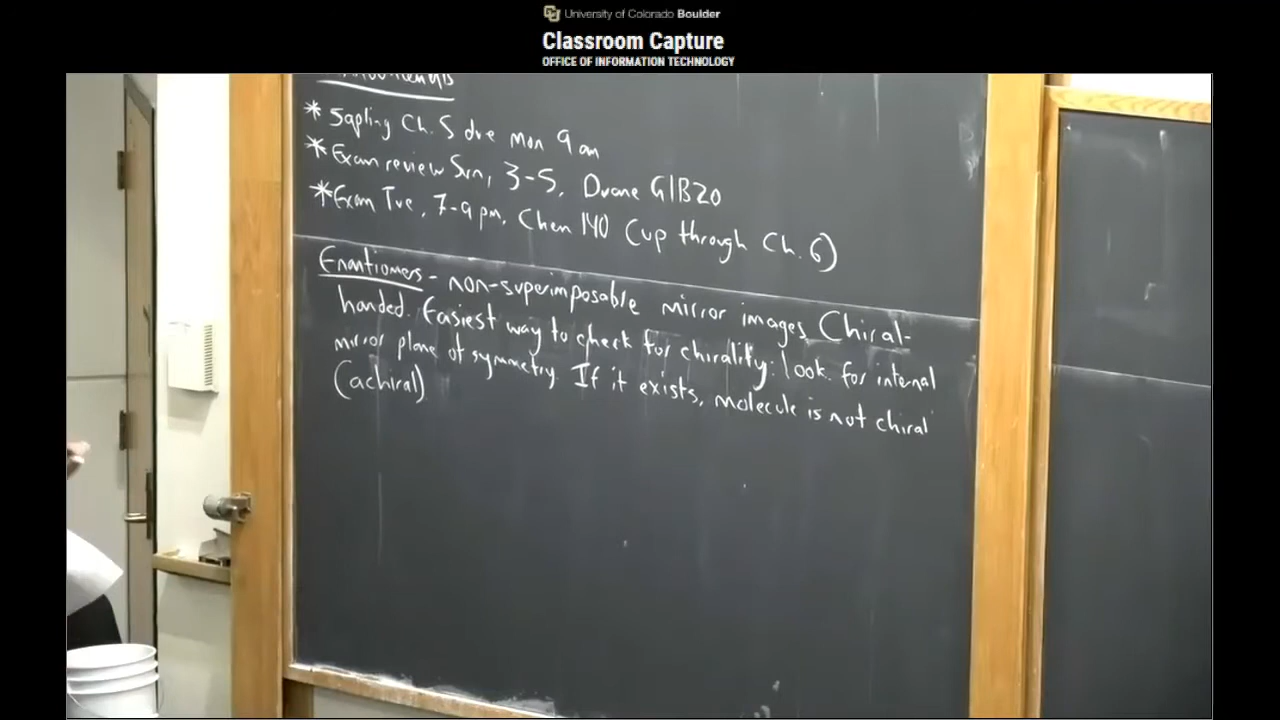 University of Colorado Boulder
Classroom Capture
OFFICE OF INFORMATION TECHNOLOGY
* Sapling Ch. 5 due Mon 9 am
* Exam review Sun, 3-5, Duane G1B20
* Exam Tue, 7-9 pm, Chem 140 (up through Ch. 6)
Enantiomers - non-superimposable mirror images. Chiral-
handed. Easiest way to check for chirality: look for internal
mirror plane of symmetry. If it exists, molecule is not chiral
(achiral)